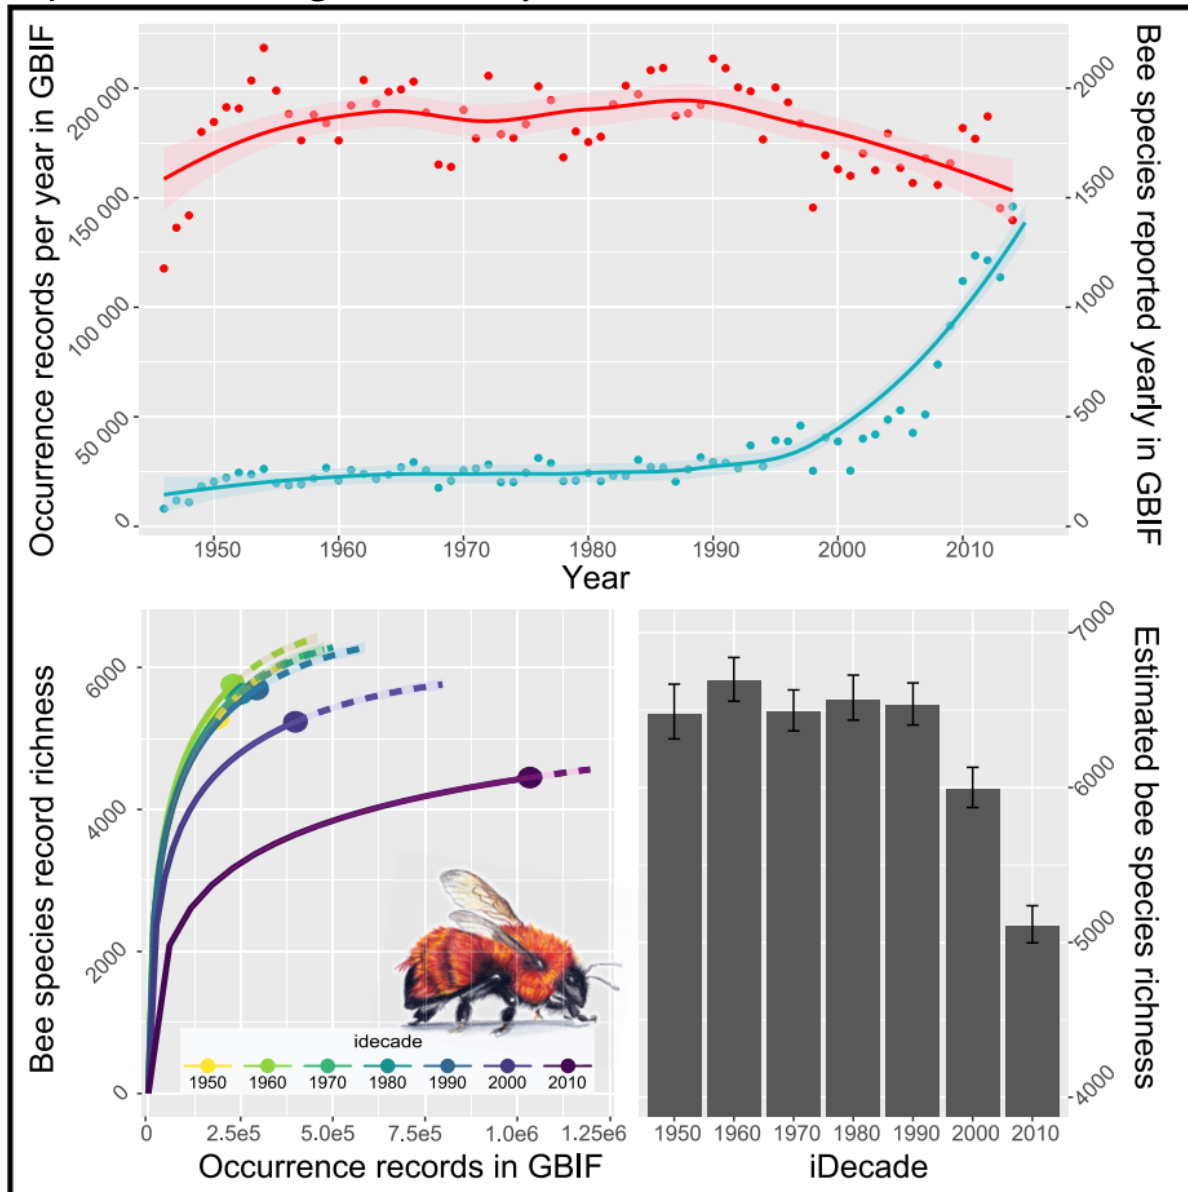 Occurrence records per year in GBIF
200 000
150 000
100 000
50 000
0
Bee species reported yearly in GBIF
2000
1500
1000
500
0
1950 1960 1970 1980 1990 2000 2010
Year
Bee species record richness
6000
4000
2000
0
idecade
1950 1960 1970 1980 1990 2000 2010
0 2.5e5 5.0e5 7.5e5 1.0e6 1.25e6
Occurrence records in GBIF
Estimated bee species richness
7000
6000
5000
4000
1950 1960 1970 1980 1990 2000 2010
iDecade